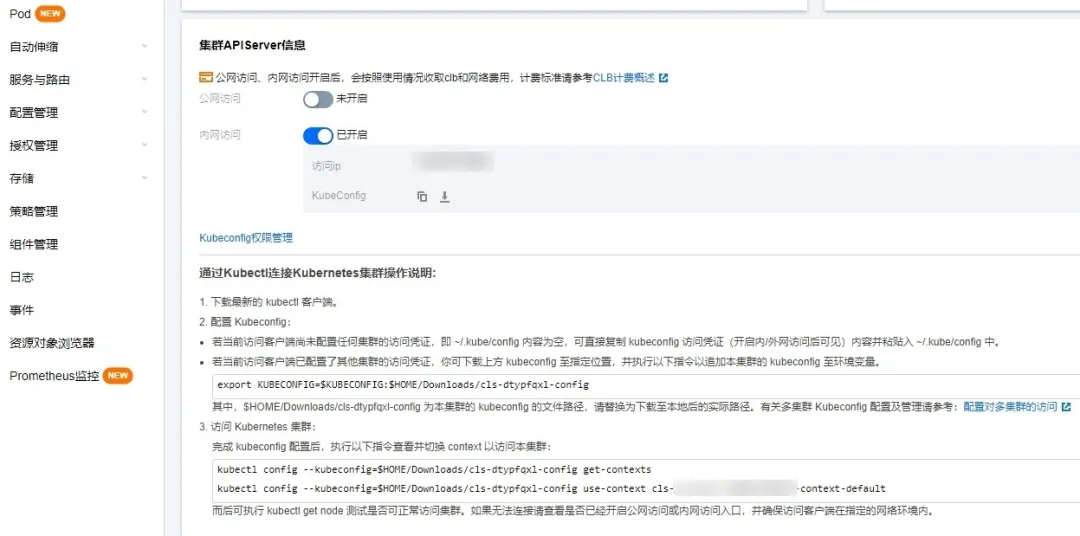 Pod NEW
自动伸缩
服务与路由
配置管理
授权管理
存储
策略管理
组件管理
日志
事件
资源对象浏览器
Prometheus监控 NEW
集群APIServer信息
公网访问、内网访问开启后，会按照使用情况收取clb和网络费用，计费标准请参考CLB计费概述
公网访问 未开启
内网访问 已开启
访问ip
KubeConfig
Kubeconfig权限管理
通过Kubectl连接Kubernetes集群操作说明:
1. 下载最新的 kubectl 客户端。
2. 配置 Kubeconfig：
• 若当前访问客户端尚未配置任何集群的访问凭证，即 ~/.kube/config 内容为空，可直接复制 kubeconfig 访问凭证（开启内/外网访问后可见）内容并粘贴入 ~/.kube/config 中。
• 若当前访问客户端已配置了其他集群的访问凭证，你可下载上方 kubeconfig 至指定位置，并执行以下指令以追加本集群的 kubeconfig 至环境变量。
export KUBECONFIG=$KUBECONFIG:$HOME/Downloads/cls-dtypfqxl-config
其中，$HOME/Downloads/cls-dtypfqxl-config 为本集群的 kubeconfig 的文件路径，请替换为下载至本地后的实际路径。有关多集群 Kubeconfig 配置及管理请参考：配置对多集群的访问
3. 访问 Kubernetes 集群：
完成 kubeconfig 配置后，执行以下指令查看并切换 context 以访问本集群：
kubectl config --kubeconfig=$HOME/Downloads/cls-dtypfqxl-config get-contexts
kubectl config --kubeconfig=$HOME/Downloads/cls-dtypfqxl-config use-context cls- -context-default
而后可执行 kubectl get node 测试是否可正常访问集群。如果无法连接请查看是否已经开启公网访问或内网访问入口，并确保访问客户端在指定的网络环境内。